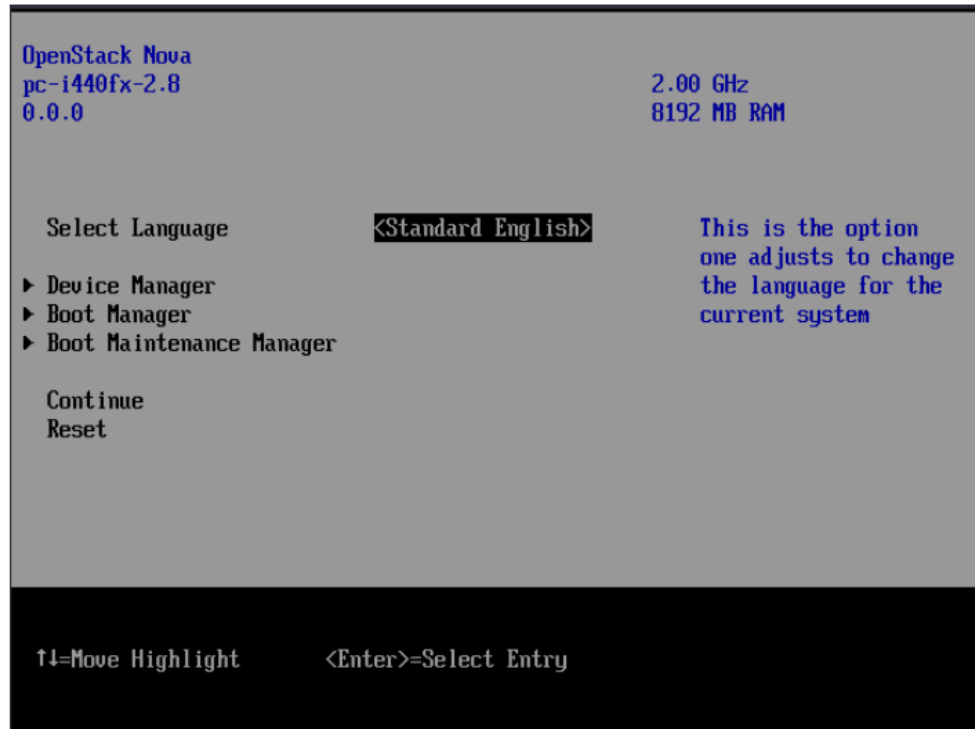 OpenStack Nova
pc-i440fx-2.8 2.00 GHz
0.0.0 8192 MB RAM
Select Language <Standard English> This is the option
one adjusts to change
▶ Device Manager the language for the
▶ Boot Manager current system
▶ Boot Maintenance Manager
Continue
Reset
↑↓=Move Highlight <Enter>=Select Entry